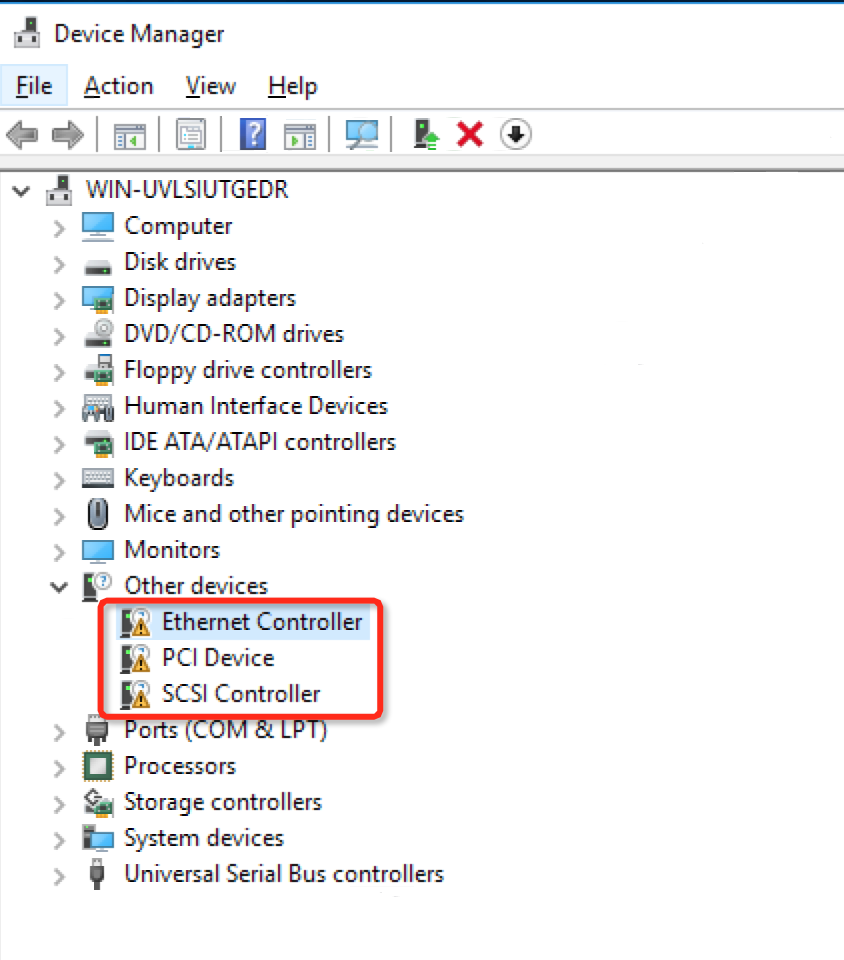 Device Manager
File Action View Help
WIN-UVLSIUTGEDR
Computer
Disk drives
Display adapters
DVD/CD-ROM drives
Floppy drive controllers
Human Interface Devices
IDE ATA/ATAPI controllers
Keyboards
Mice and other pointing devices
Monitors
Other devices
Ethernet Controller
PCI Device
SCSI Controller
Ports (COM & LPT)
Processors
Storage controllers
System devices
Universal Serial Bus controllers